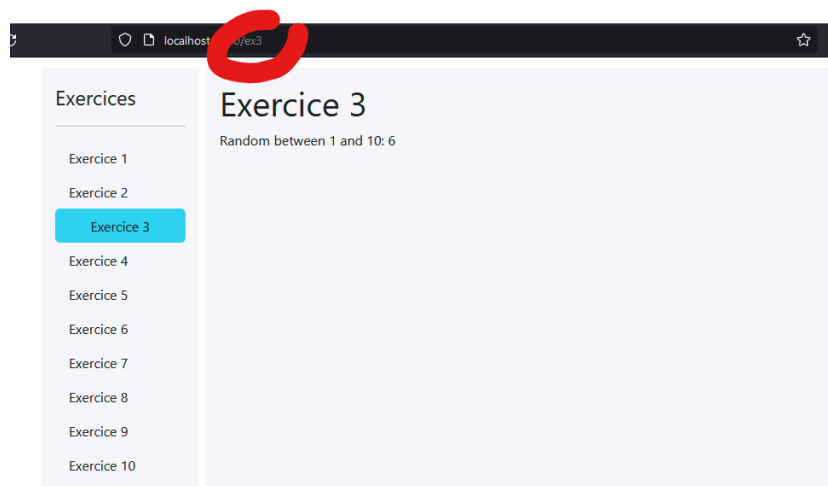 localhost
/ex3
Exercices
Exercice 1
Exercice 2
Exercice 3
Exercice 4
Exercice 5
Exercice 6
Exercice 7
Exercice 8
Exercice 9
Exercice 10
Exercice 3
Random between 1 and 10: 6